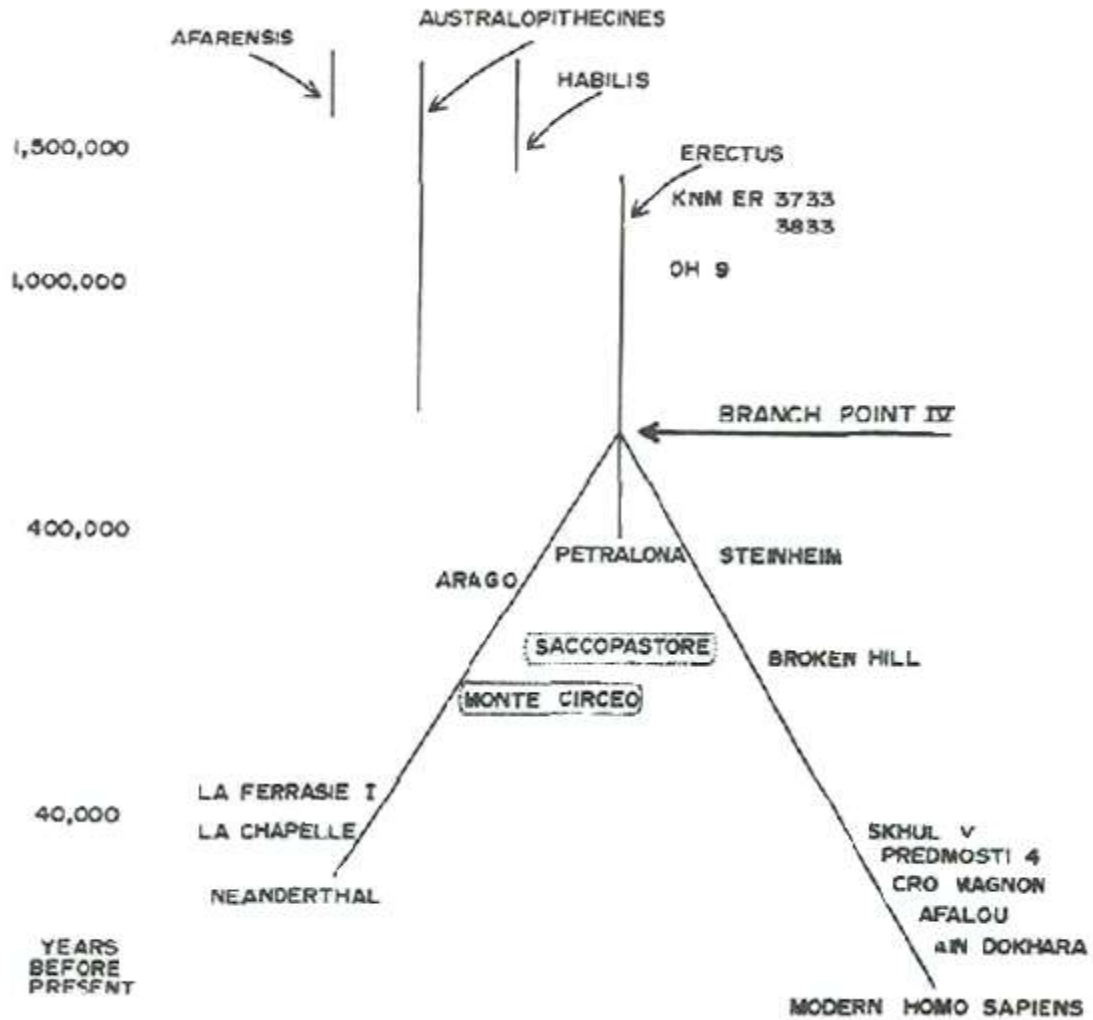 AUSTRALOPITHECINES
AFARENSIS
HABILIS
1,500,000
ERECTUS
KNM ER 3733
3833
1,000,000
OH 9
BRANCH POINT IV
400,000
PETRALONA
STEINHEIM
ARAGO
SACCOPASTORE
BROKEN HILL
MONTE CIRCEO
LA FERRASIE I
40,000
LA CHAPELLE
SKHUL V
PREDMOSTI 4
CRO MAGNON
NEANDERTHAL
AFALOU
AIN DOKHARA
YEARS
BEFORE
PRESENT
MODERN HOMO SAPIENS